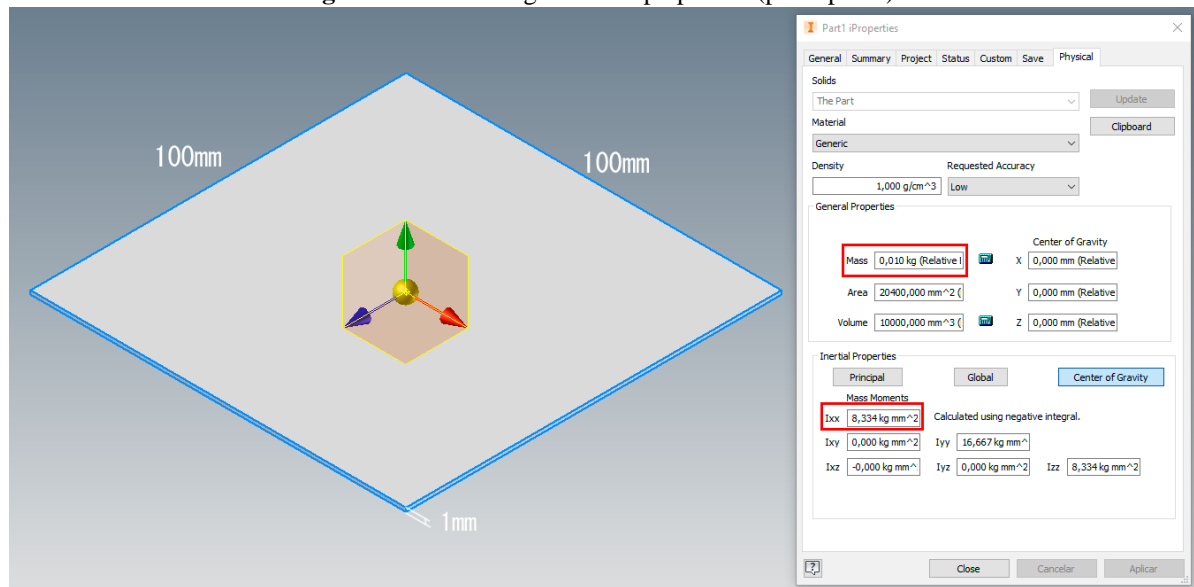 Part1 iProperties
General Summary Project Status Custom Save Physical
Solids
The Part
Update
Material
Clipboard
Generic
Density Requested Accuracy
1,000 g/cm^3 Low
General Properties
Center of Gravity
Mass 0,010 kg (Relative X 0,000 mm (Relative
Area 20400,000 mm^2 ( Y 0,000 mm (Relative
Volume 10000,000 mm^3 ( Z 0,000 mm (Relative
Inertial Properties
Principal Global Center of Gravity
Mass Moments
Ixx 8,334 kg mm^2 Calculated using negative integral.
Ixy 0,000 kg mm^2 Iyy 16,667 kg mm^
Ixz -0,000 kg mm^ Iyz 0,000 kg mm^2 Izz 8,334 kg mm^2
Close Cancelar Aplicar
100mm 100mm
1mm